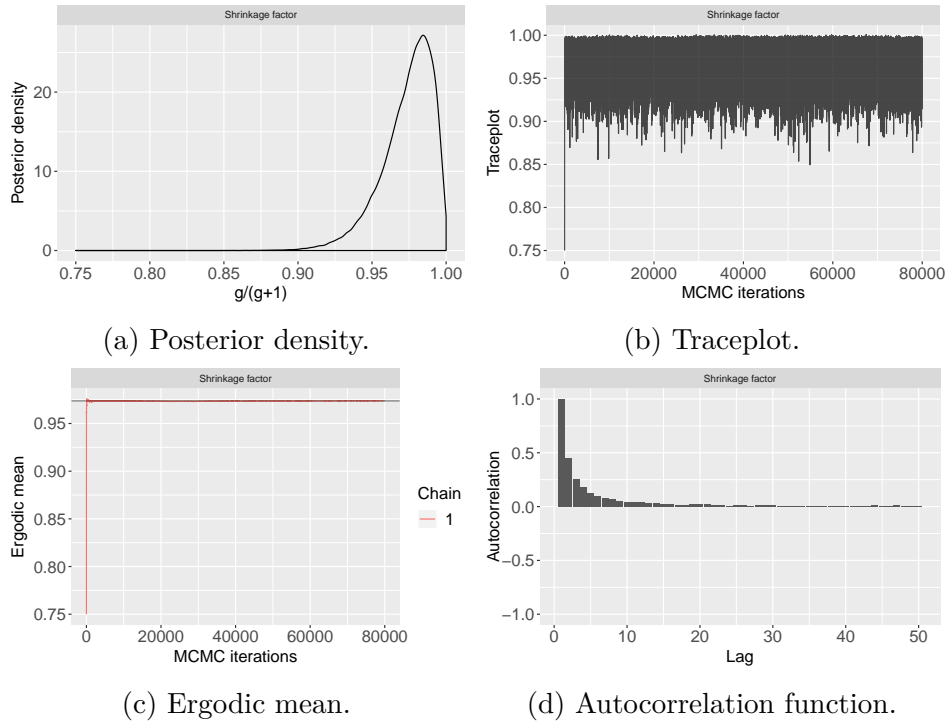 Shrinkage factor
Posterior density
20
10
0
0.75
0.80
0.85
0.90
0.95
1.00
g/(g+1)
(a) Posterior density.
Shrinkage factor
Traceplot
1.00
0.95
0.90
0.85
0.80
0.75
0
20000
40000
60000
80000
MCMC iterations
(b) Traceplot.
Shrinkage factor
Ergodic mean
0.95
0.90
0.85
0.80
0.75
0
20000
40000
60000
80000
MCMC iterations
Chain
1
(c) Ergodic mean.
Shrinkage factor
Autocorrelation
1.0
0.5
0.0
−0.5
−1.0
0
10
20
30
40
50
Lag
(d) Autocorrelation function.